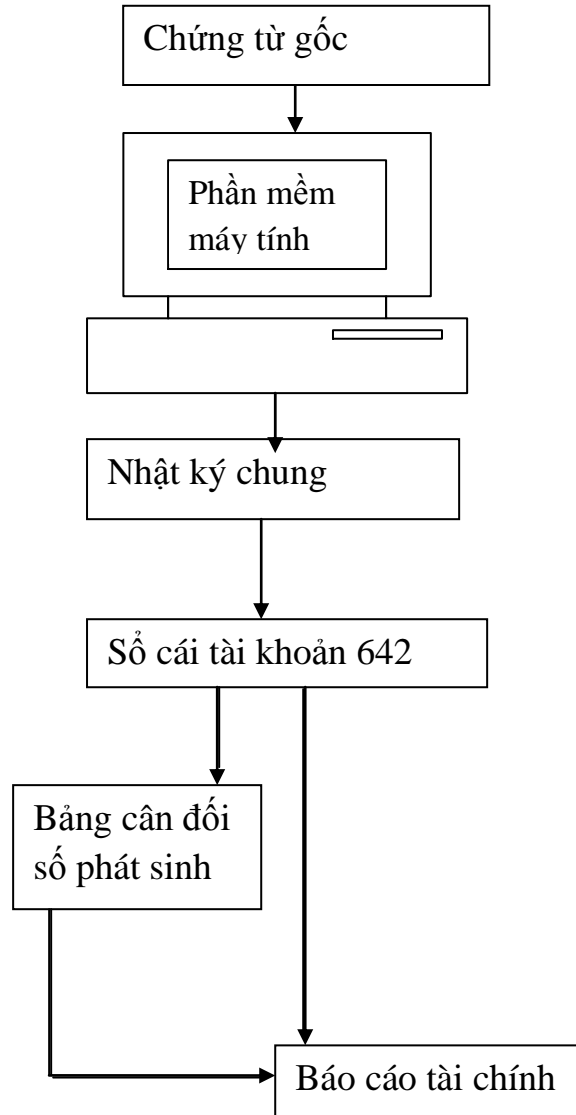 Chứng từ gốc
Phần mềm
máy tính
Nhật ký chung
Sổ cái tài khoản 642
Bảng cân đối
số phát sinh
Báo cáo tài chính